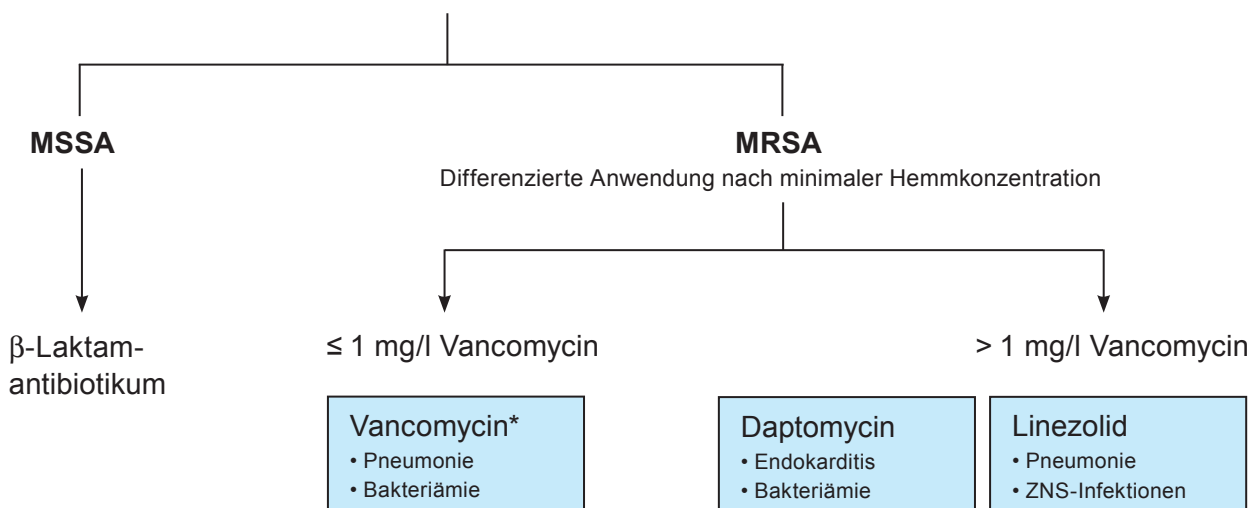 MSSA
MRSA
Differenzierte Anwendung nach minimaler Hemmkonzentration
β-Laktam-
antibiotikum
≤ 1 mg/l Vancomycin
> 1 mg/l Vancomycin
Vancomycin*
• Pneumonie
• Bakteriämie
Daptomycin
• Endokarditis
• Bakteriämie
Linezolid
• Pneumonie
• ZNS-Infektionen